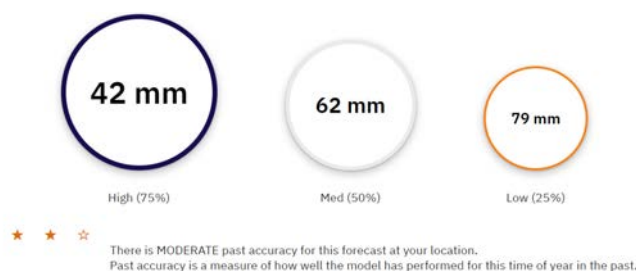 42 mm
62 mm
79 mm
High (75%)
Med (50%)
Low (25%)
There is MODERATE past accuracy for this forecast at your location.
Past accuracy is a measure of how well the model has performed for this time of year in the past.